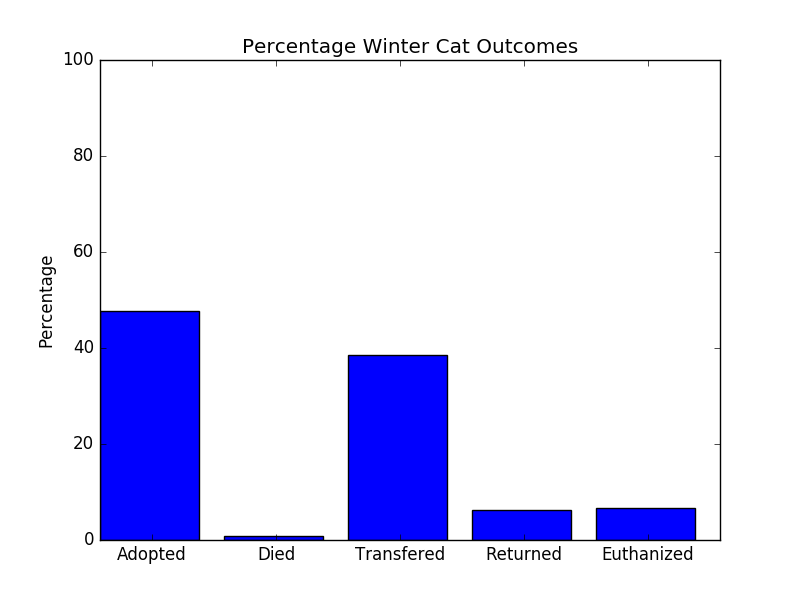 Percentage Winter Cat Outcomes
100
80
60
40
20
0
Percentage
Adopted Died Transfered Returned Euthanized